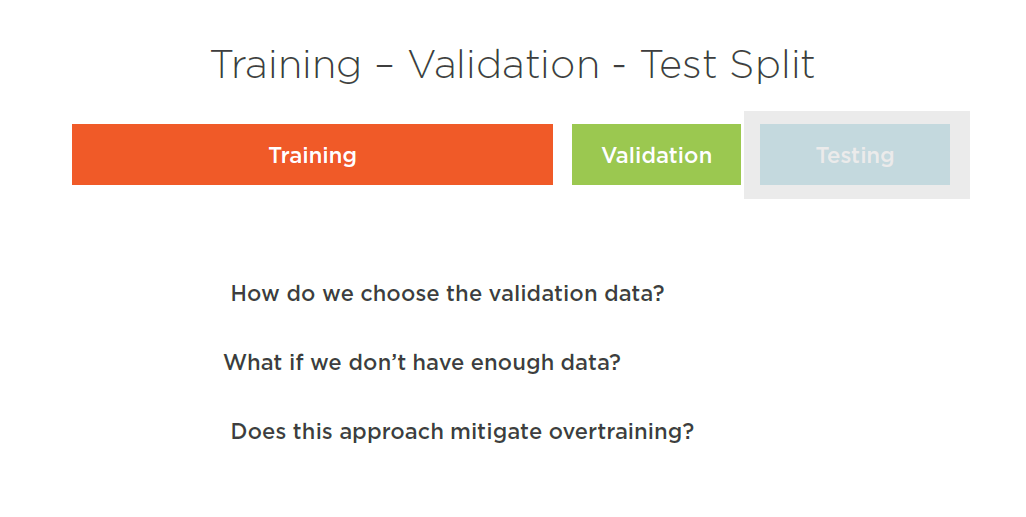 Training – Validation - Test Split
Training
Validation
Testing
How do we choose the validation data?
What if we don’t have enough data?
Does this approach mitigate overtraining?